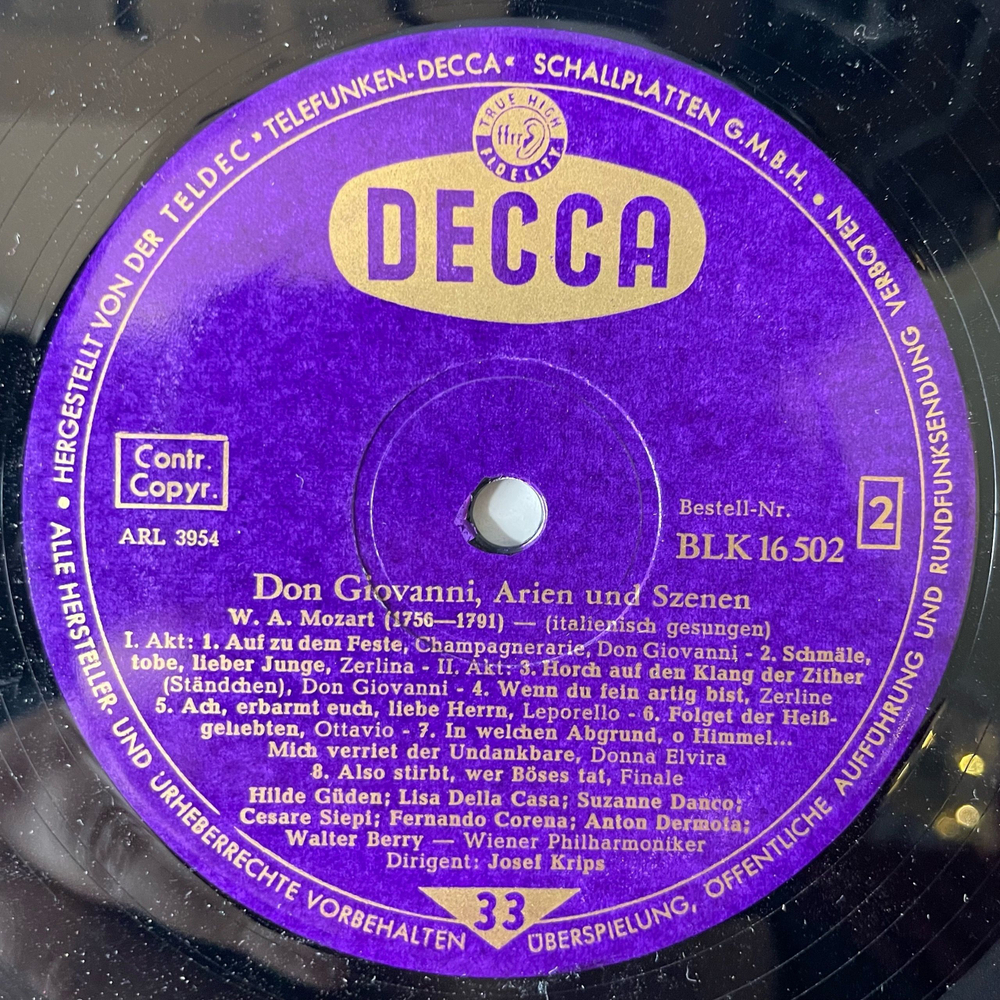 HERGESTELLT VON DER TELDEC »TELEFUNKEN-DECCA« SCHALLPLATTEN G.M.B.H. •
TRUE HIGH
FIDELITY
ffrr
DECCA
Contr.
Copyr.
ARL 3954
Bestell-Nr.
BLK 16 502
2
Don Giovanni, Arien und Szenen
W. A. Mozart (1756—1791) — (italienisch gesungen)
I. Akt: 1. Auf zu dem Feste, Champagnerarie, Don Giovanni - 2. Schmäle,
tobe, lieber Junge, Zerlina - II. Akt: 3. Horch auf den Klang der Zither
(Ständchen), Don Giovanni - 4. Wenn du fein artig bist, Zerline
5. Ach, erbarmt euch, liebe Herrn, Leporello - 6. Folget der Heiß-
geliebten, Ottavio - 7. In welchen Abgrund, o Himmel...
Mich verriet der Undankbare, Donna Elvira
8. Also stirbt, wer Böses tat, Finale
Hilde Güden; Lisa Della Casa; Suzanne Danco;
Cesare Siepi; Fernando Corena; Anton Dermota;
Walter Berry — Wiener Philharmoniker
Dirigent: Josef Krips
33
• ALLE HERSTELLER- UND URHEBERRECHTE VORBEHALTEN
ÜBERSPIELUNG, ÖFFENTLICHE AUFFÜHRUNG UND RUNDFUNKSENDUNG VERBOTEN